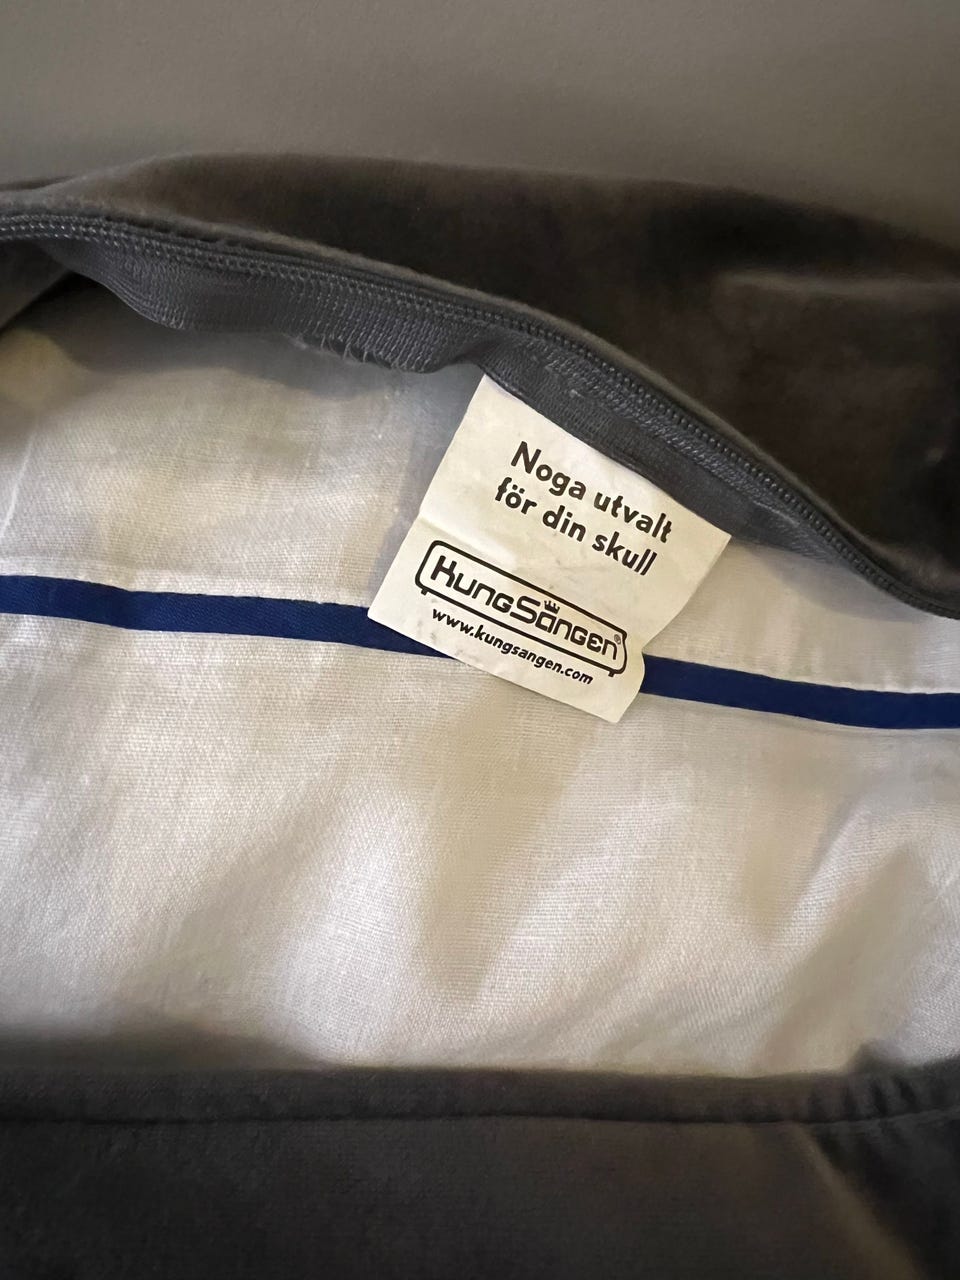 Noga utvalt
för din skull
KungSängen®
www.kungsangen.com